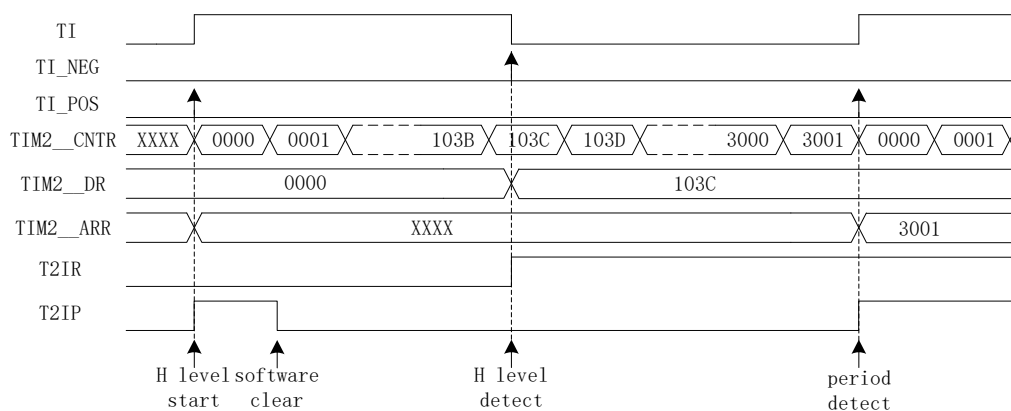 TI
TI_NEG
TI_POS
TIM2__CNTR XXXX 0000 0001 103B 103C 103D 3000 3001 0000 0001
TIM2__DR 0000 103C
TIM2__ARR XXXX 3001
T2IR
T2IP
H level software H level period
start clear detect detect